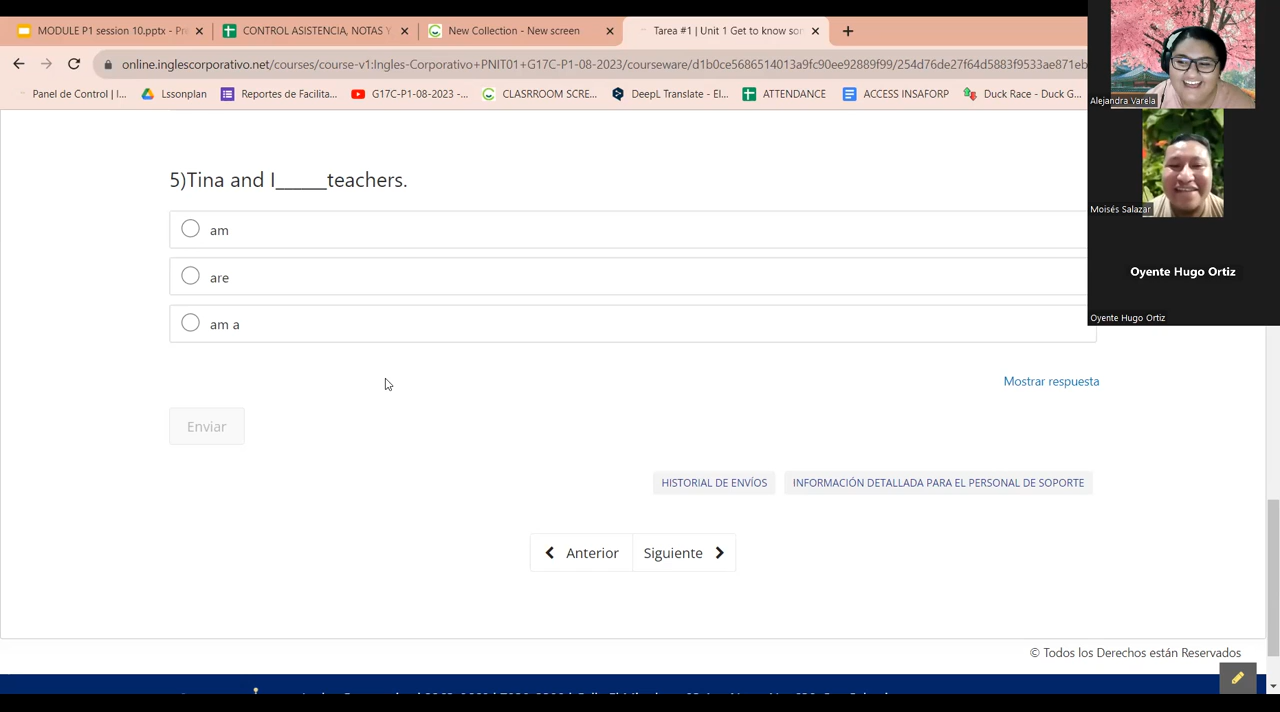 MODULE P1 session 10.pptx - Pre
CONTROL ASISTENCIA, NOTAS Y
New Collection - New screen
Tarea #1 | Unit 1 Get to know som
online.inglescorporativo.net/courses/course-v1:Ingles-Corporativo+PNIT01+G17C-P1-08-2023/courseware/d1b0ce5686514013a9fc90ee92889f99/254d76de27f64d5883f9533ae871eb
Panel de Control |I...
Lssonplan
Reportes de Facilita...
G17C-P1-08-2023 -...
CLASRROOM SCRE...
DeepL Translate - El...
ATTENDANCE
ACCESS INSAFORP
Duck Race - Duck G...
Alejandra Varela
Moisés Salazar
Oyente Hugo Ortiz
Oyente Hugo Ortiz
5)Tina and I______teachers.
am
are
am a
Mostrar respuesta
Enviar
HISTORIAL DE ENVÍOS
INFORMACIÓN DETALLADA PARA EL PERSONAL DE SOPORTE
Anterior
Siguiente
© Todos los Derechos están Reservados